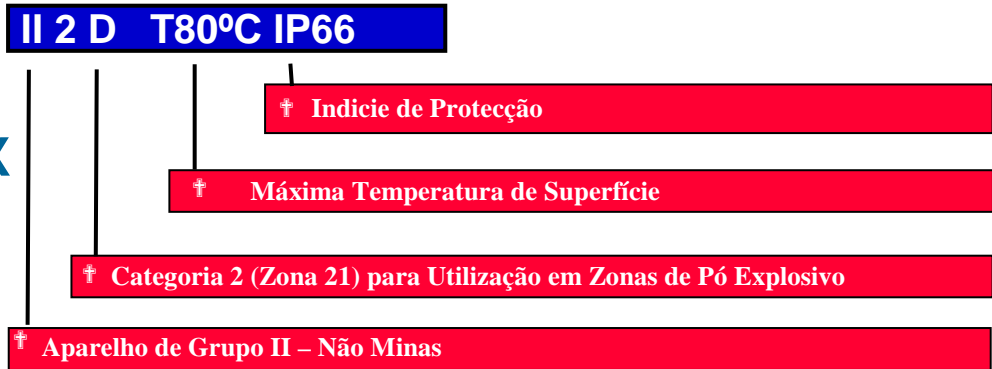 II 2 D T80ºC IP66
✞ Indicie de Protecção
x
✞ Máxima Temperatura de Superfície
✞ Categoria 2 (Zona 21) para Utilização em Zonas de Pó Explosivo
✞ Aparelho de Grupo II – Não Minas